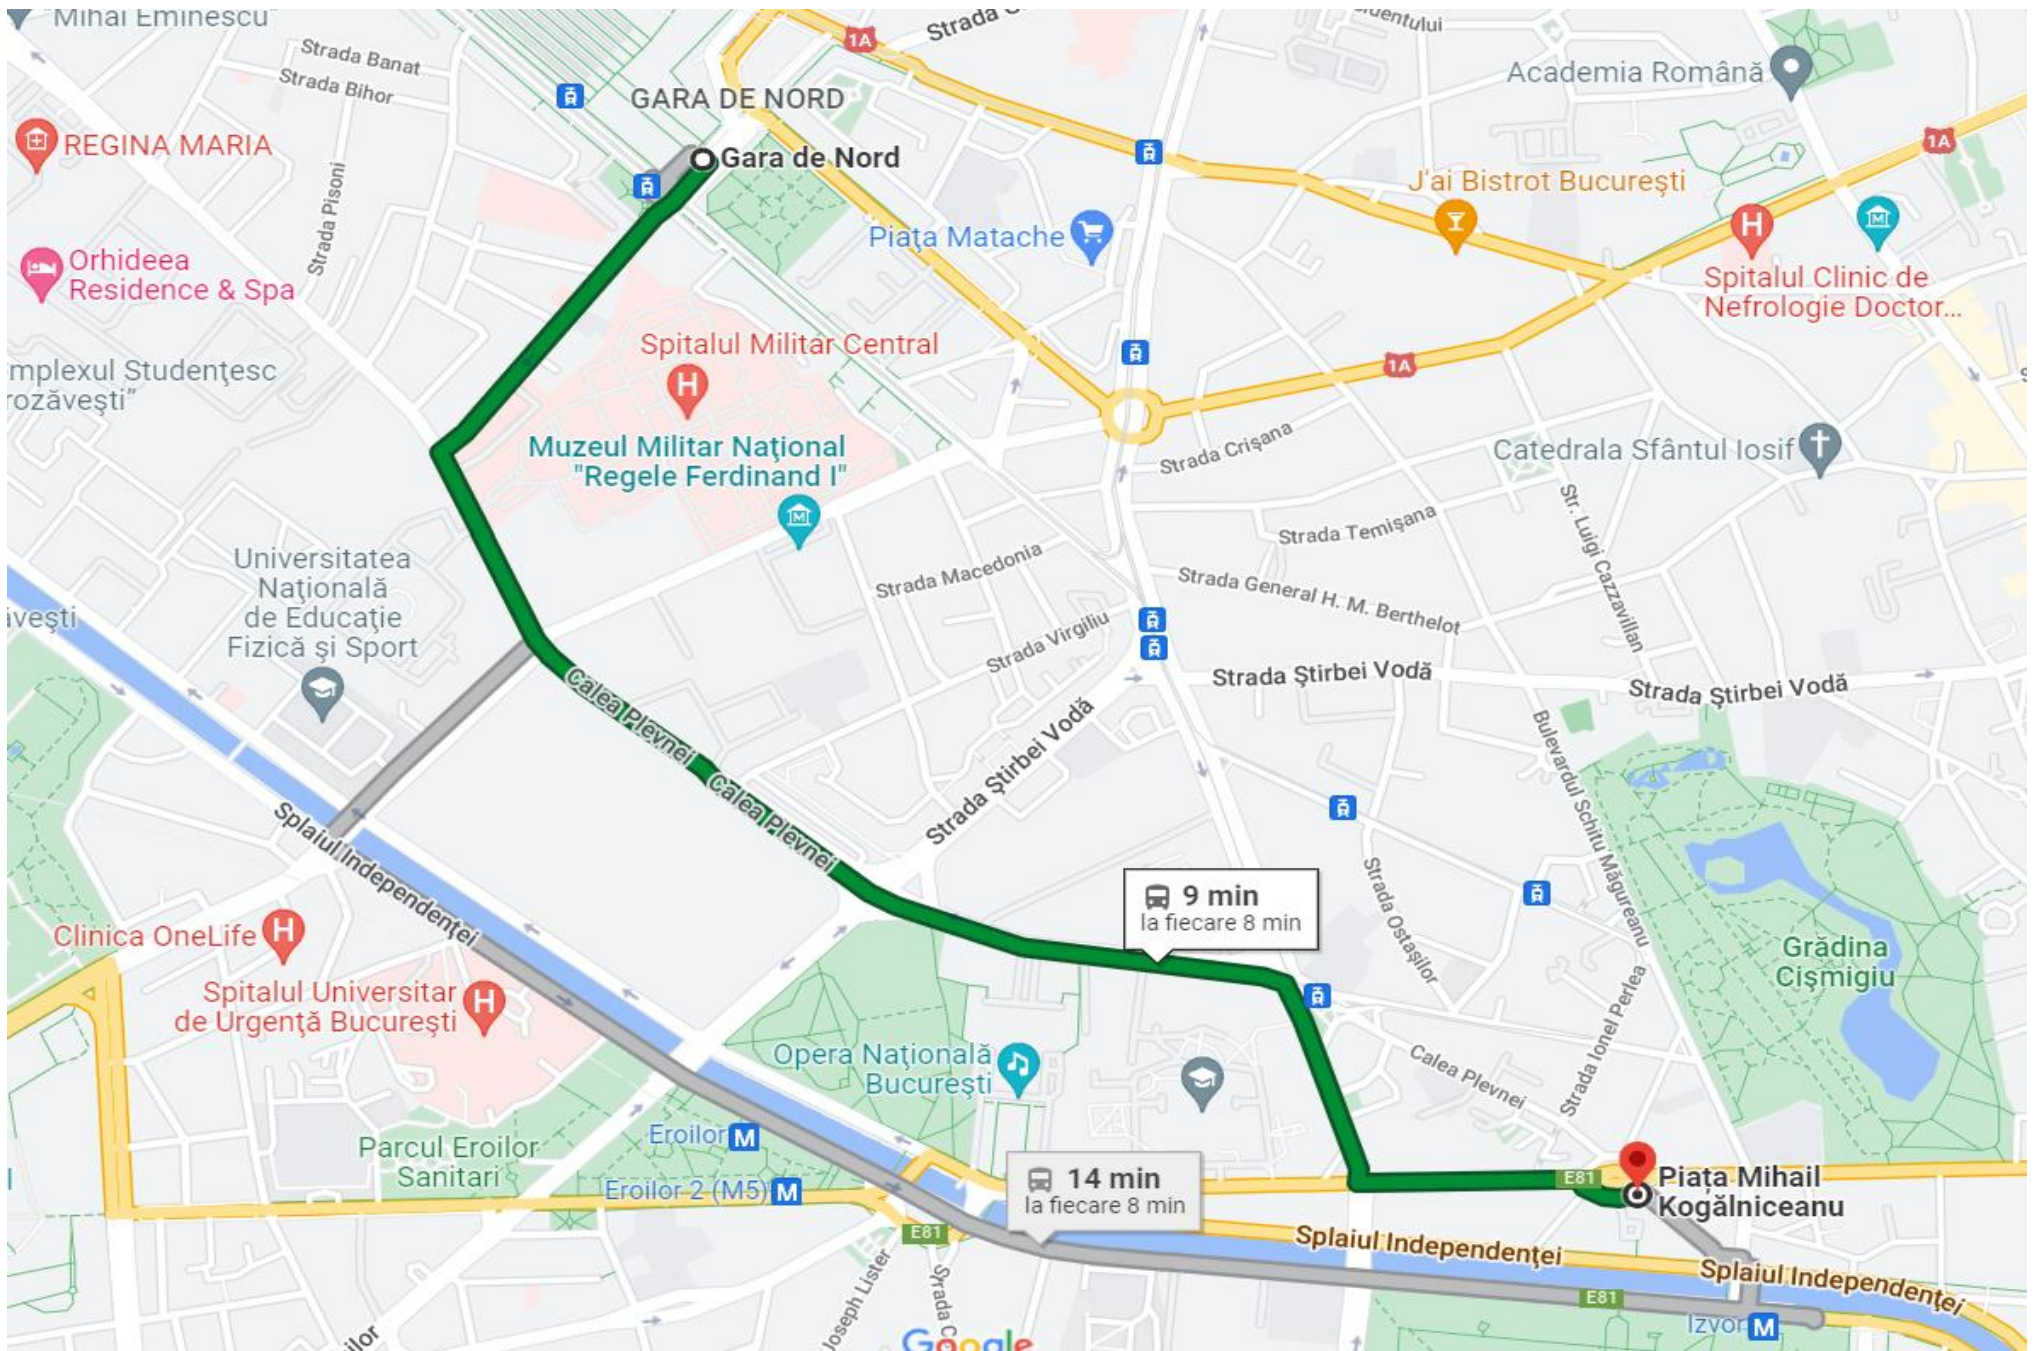 "Mihai Eminescu"
Strada Banat
Strada Bihor
1A
GARA DE NORD
Gara de Nord
Academia Română
REGINA MARIA
1A
Strada Pisoni
J'ai Bistrot București
Piața Matache
Orhideea
Residence & Spa
H
Spitalul Clinic de
Nefrologie Doctor...
Spitalul Militar Central
H
1A
mplexul Studențesc
rozăvești"
Muzeul Militar Național
"Regele Ferdinand I"
M
Strada Crișana
Catedrala Sfântul Iosif
Strada Temișana
Str. Luigi Cazzavillan
Universitatea
Națională
de Educație
Fizică și Sport
Strada Macedonia
Strada General H. M. Berthelot
ăvești
Strada Virgiliu
Strada Știrbei Vodă
Strada Știrbei Vodă
Calea Plevnei
Calea Plevnei
Strada Știrbei Vodă
Bulevardul Schitu Măgureanu
Splaiul Independenței
Strada Ostașilor
9 min
la fiecare 8 min
Clinica OneLife
H
Grădina
Cișmigiu
Spitalul Universitar
de Urgență București
H
Strada Ionel Perlea
Opera Națională
București
Calea Plevnei
Parcul Eroilor
Sanitari
Eroilor
M
Eroilor 2 (M5)
M
14 min
la fiecare 8 min
E81
Piața Mihail
Kogălniceanu
E81
Splaiul Independenței
Splaiul Independenței
E81
Izvor
M
Joseph Lister
Strada C
ilor
Google